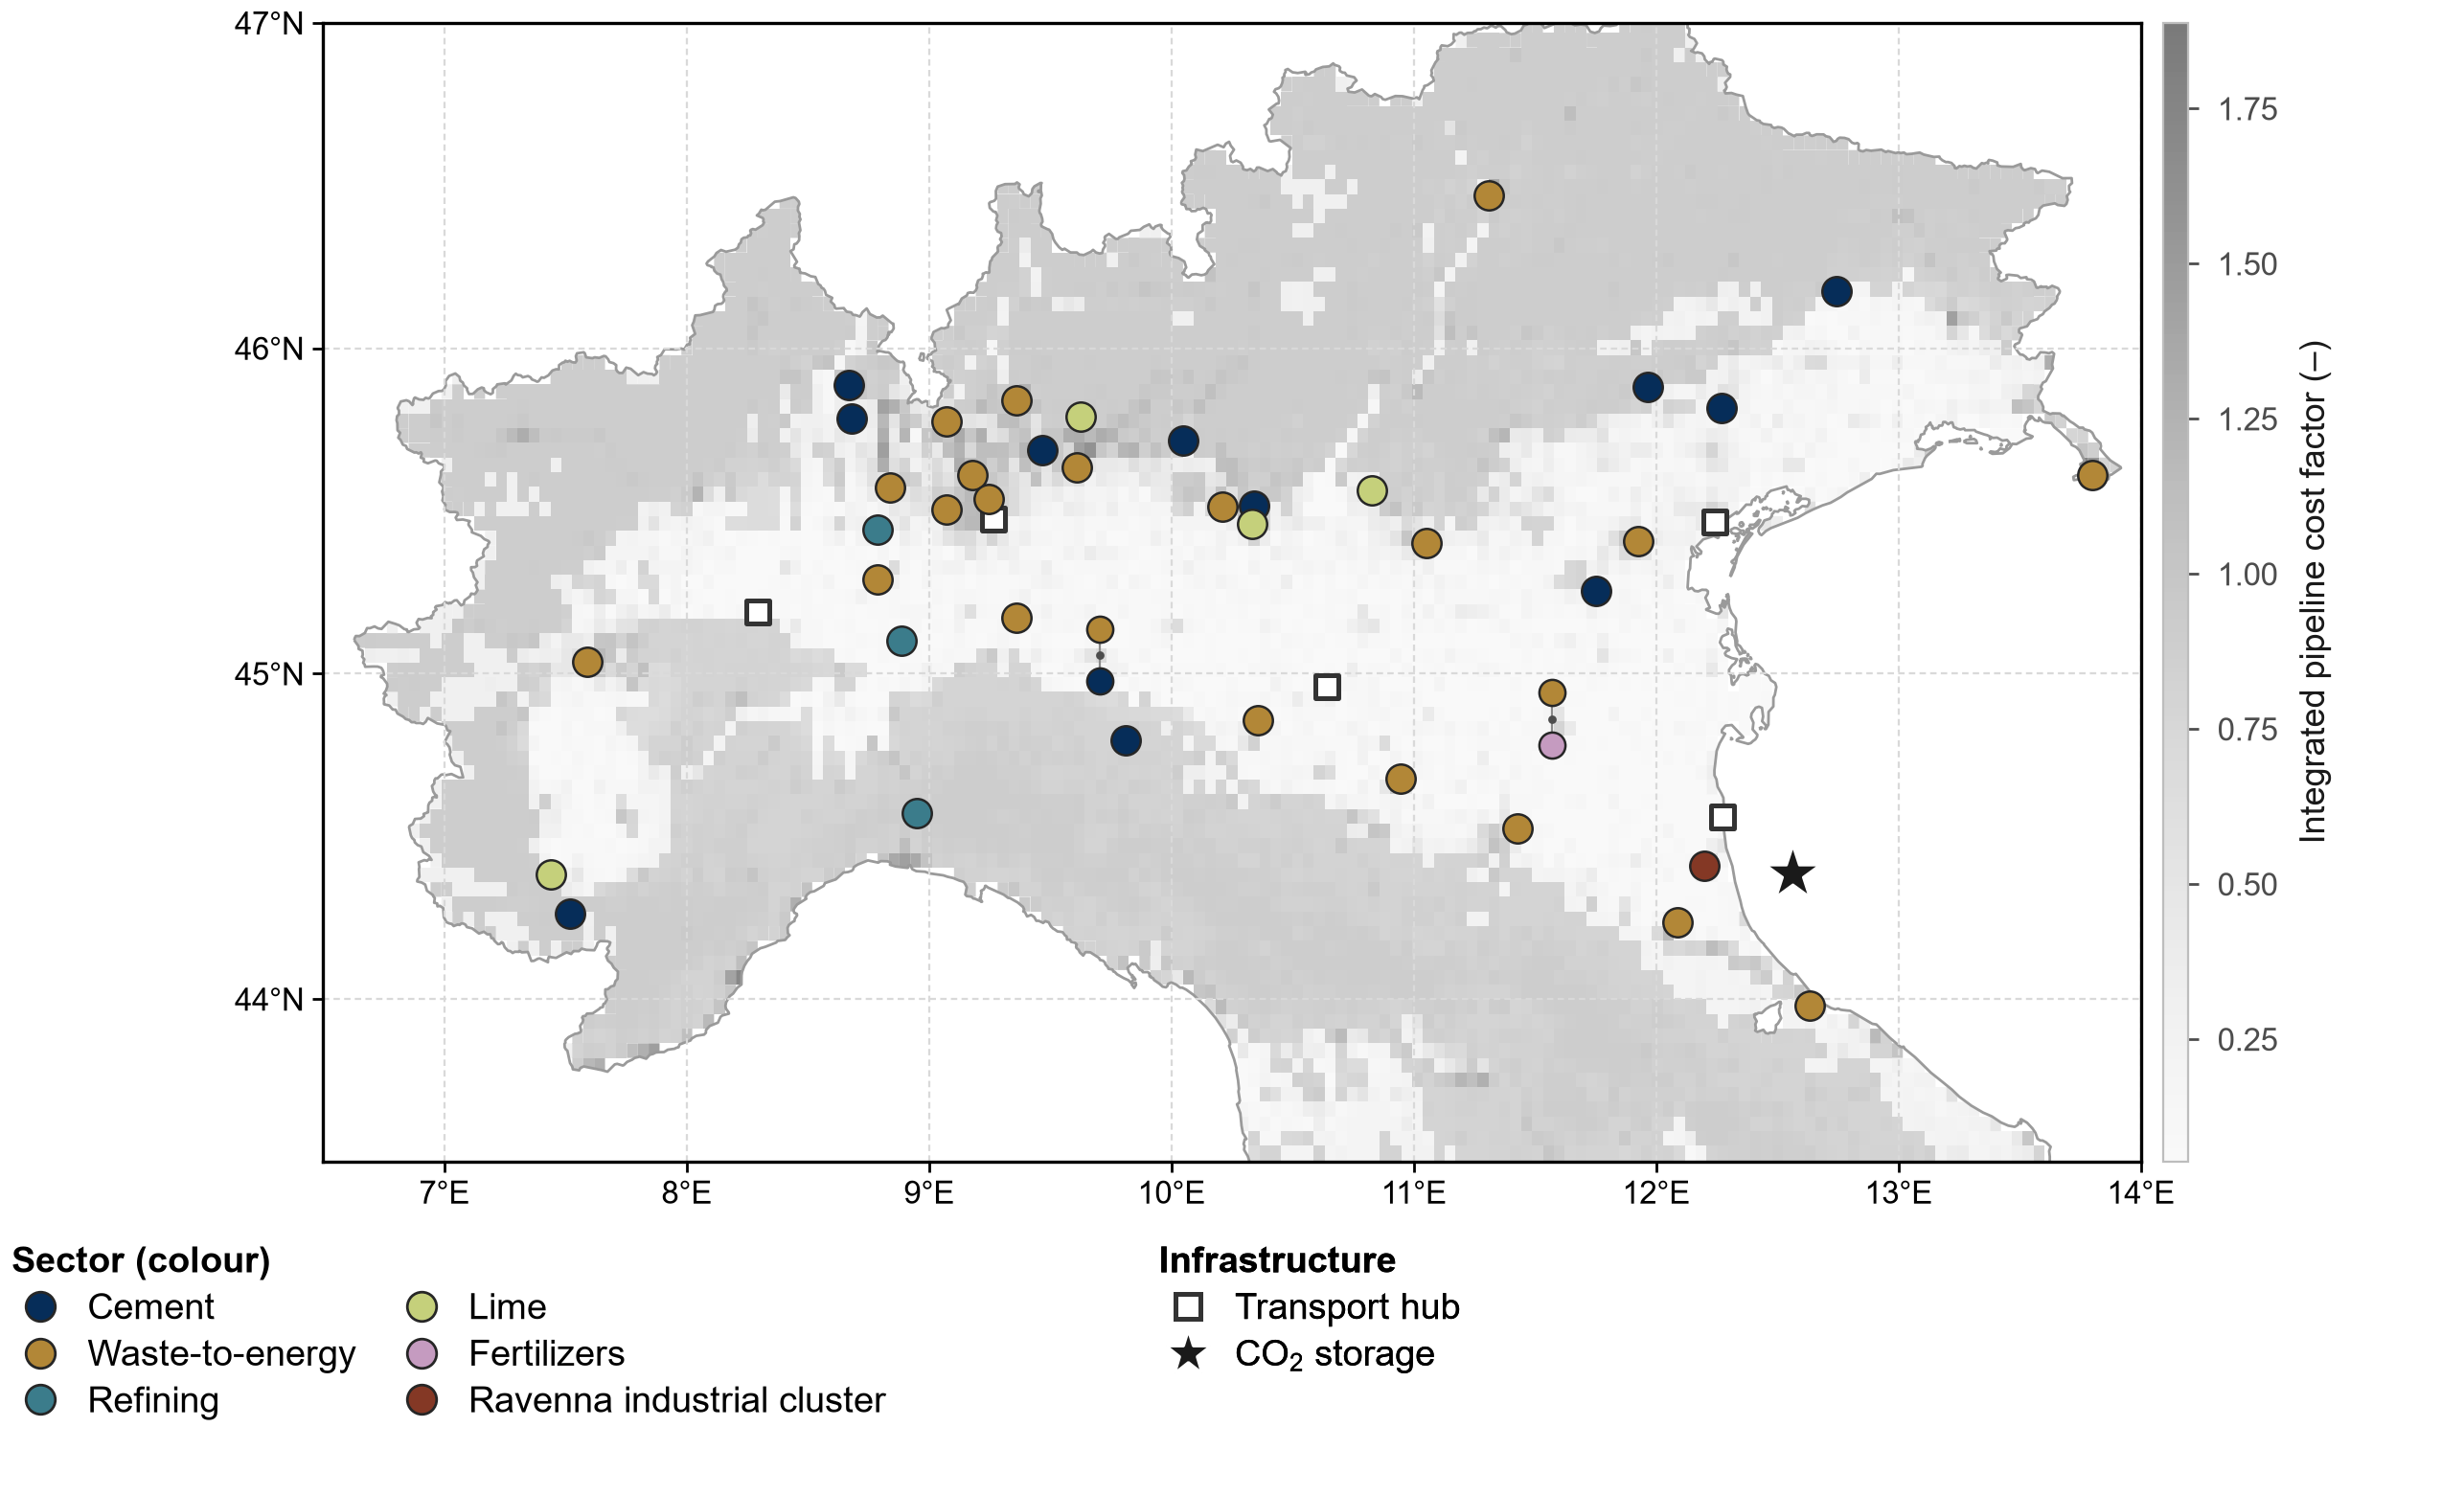 47°N
46°N
45°N
44°N
7°E
8°E
9°E
10°E
11°E
12°E
13°E
14°E
1.75
1.50
1.25
1.00
0.75
0.50
0.25
Integrated pipeline cost factor (−)
Sector (colour)
Cement
Waste-to-energy
Refining
Lime
Fertilizers
Ravenna industrial cluster
Infrastructure
Transport hub
CO₂ storage